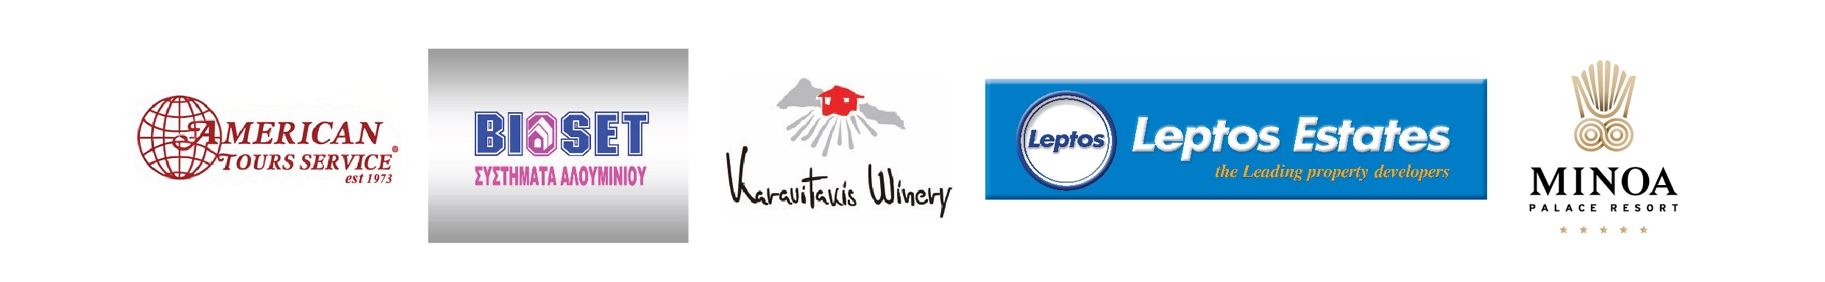 AMERICAN
TOURS SERVICE®
est 1973
BIOSET
ΣΥΣΤΗΜΑΤΑ ΑΛΟΥΜΙΝΙΟΥ
Karavitakis Winery
Leptos
Leptos Estates
the Leading property developers
MINOA
PALACE RESORT